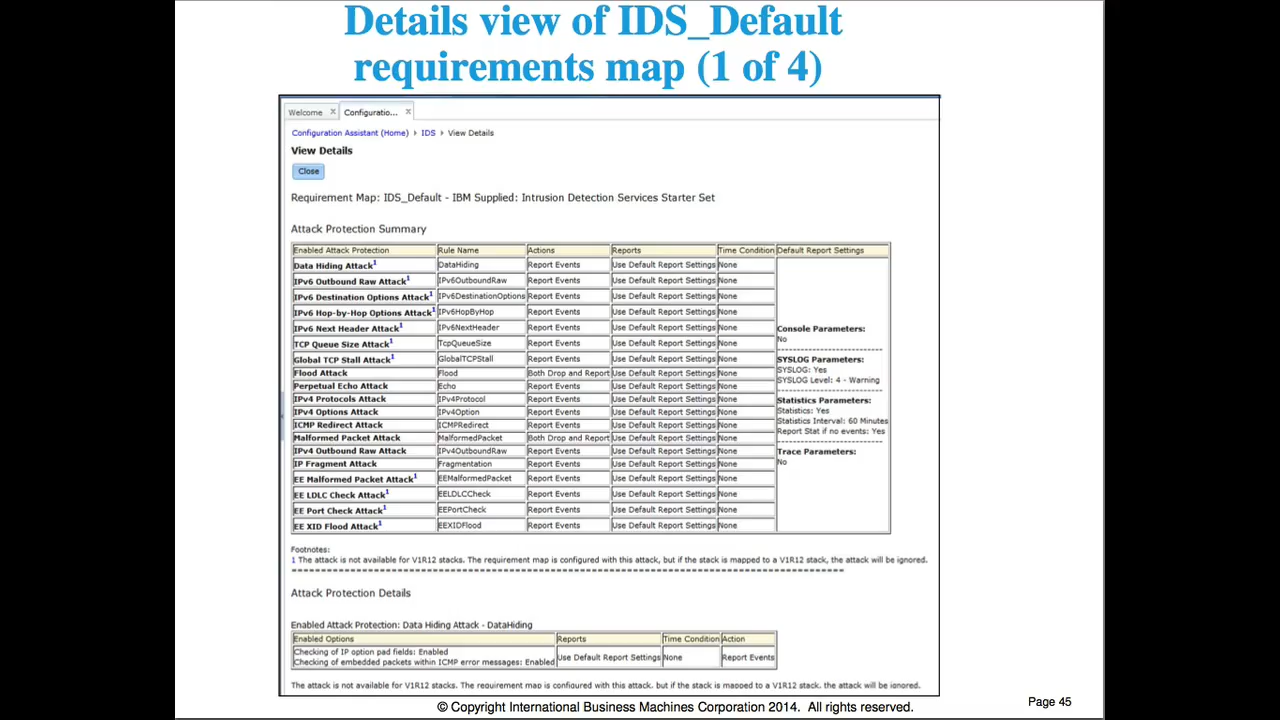 Details view of IDS_Default
requirements map (1 of 4)
Welcome x Configuratio... x
Configuration Assistant (Home) IDS View Details
View Details
Close
Requirement Map: IDS_Default - IBM Supplied: Intrusion Detection Services Starter Set
Attack Protection Summary
Enabled Attack Protection Rule Name Actions Reports Time Condition Default Report Settings
Data Hiding Attack1 DataHiding Report Events Use Default Report Settings None
IPv6 Outbound Raw Attack1 IPv6OutboundRaw Report Events Use Default Report Settings None
IPv6 Destination Options Attack1 IPv6DestinationOptions Report Events Use Default Report Settings None
IPv6 Hop-by-Hop Options Attack1 IPv6HopByHop Report Events Use Default Report Settings None
IPv6 Next Header Attack1 IPv6NextHeader Report Events Use Default Report Settings None
TCP Queue Size Attack1 TcpQueueSize Report Events Use Default Report Settings None
Global TCP Stall Attack1 GlobalTCPStall Report Events Use Default Report Settings None
Flood Attack Flood Both Drop and Report Use Default Report Settings None
Perpetual Echo Attack Echo Report Events Use Default Report Settings None
IPv4 Protocols Attack IPv4Protocol Report Events Use Default Report Settings None
IPv4 Options Attack IPv4Option Report Events Use Default Report Settings None
ICMP Redirect Attack ICMPRedirect Report Events Use Default Report Settings None
Malformed Packet Attack MalformedPacket Both Drop and Report Use Default Report Settings None
IPv4 Outbound Raw Attack IPv4OutboundRaw Report Events Use Default Report Settings None
IP Fragment Attack Fragmentation Report Events Use Default Report Settings None
EE Malformed Packet Attack1 EEMalformedPacket Report Events Use Default Report Settings None
EE LDLC Check Attack1 EELDLCCheck Report Events Use Default Report Settings None
EE Port Check Attack1 EEPortCheck Report Events Use Default Report Settings None
EE XID Flood Attack1 EEXIDFlood Report Events Use Default Report Settings None
Console Parameters:
No
SYSLOG Parameters:
SYSLOG: Yes
SYSLOG Level: 4 - Warning
Statistics Parameters:
Statistics: Yes
Statistics Interval: 60 Minutes
Report Stat if no events: Yes
Trace Parameters:
No
Footnotes:
1 The attack is not available for V1R12 stacks. The requirement map is configured with this attack, but if the stack is mapped to a V1R12 stack, the attack will be ignored.
Attack Protection Details
Enabled Attack Protection: Data Hiding Attack - DataHiding
Enabled Options Reports Time Condition Action
Checking of IP option pad fields: Enabled
Checking of embedded packets within ICMP error messages: Enabled
Use Default Report Settings None Report Events
The attack is not available for V1R12 stacks. The requirement map is configured with this attack, but if the stack is mapped to a V1R12 stack, the attack will be ignored.
© Copyright International Business Machines Corporation 2014. All rights reserved.
Page 45